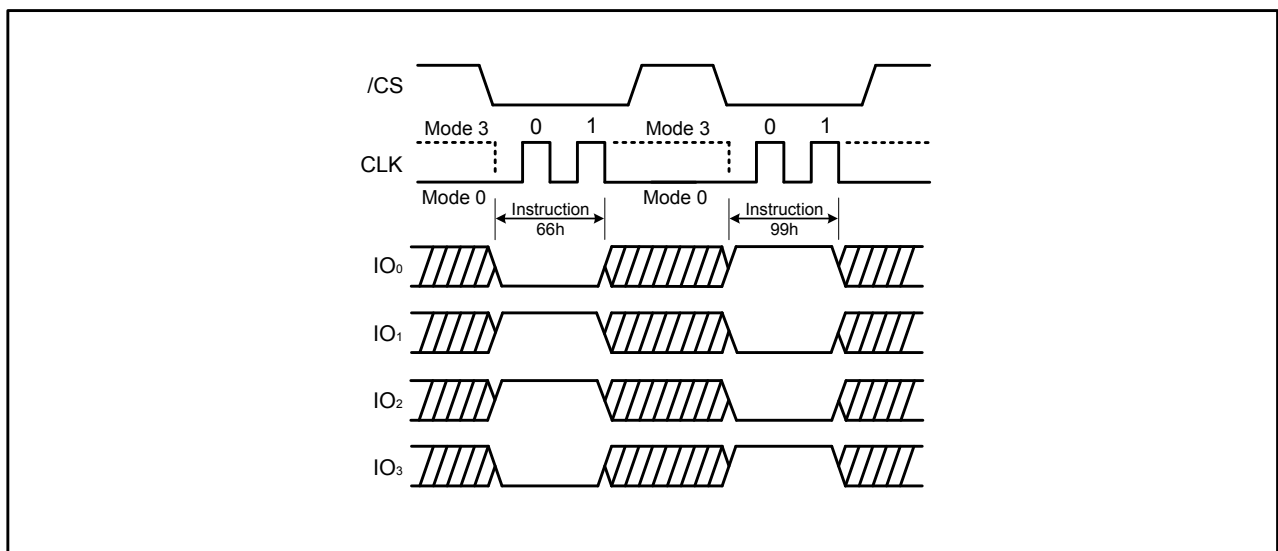 /CS
Mode 3 0 1 Mode 3 0 1
CLK
Mode 0 Mode 0
Instruction Instruction
66h 99h
IO₀
IO₁
IO₂
IO₃